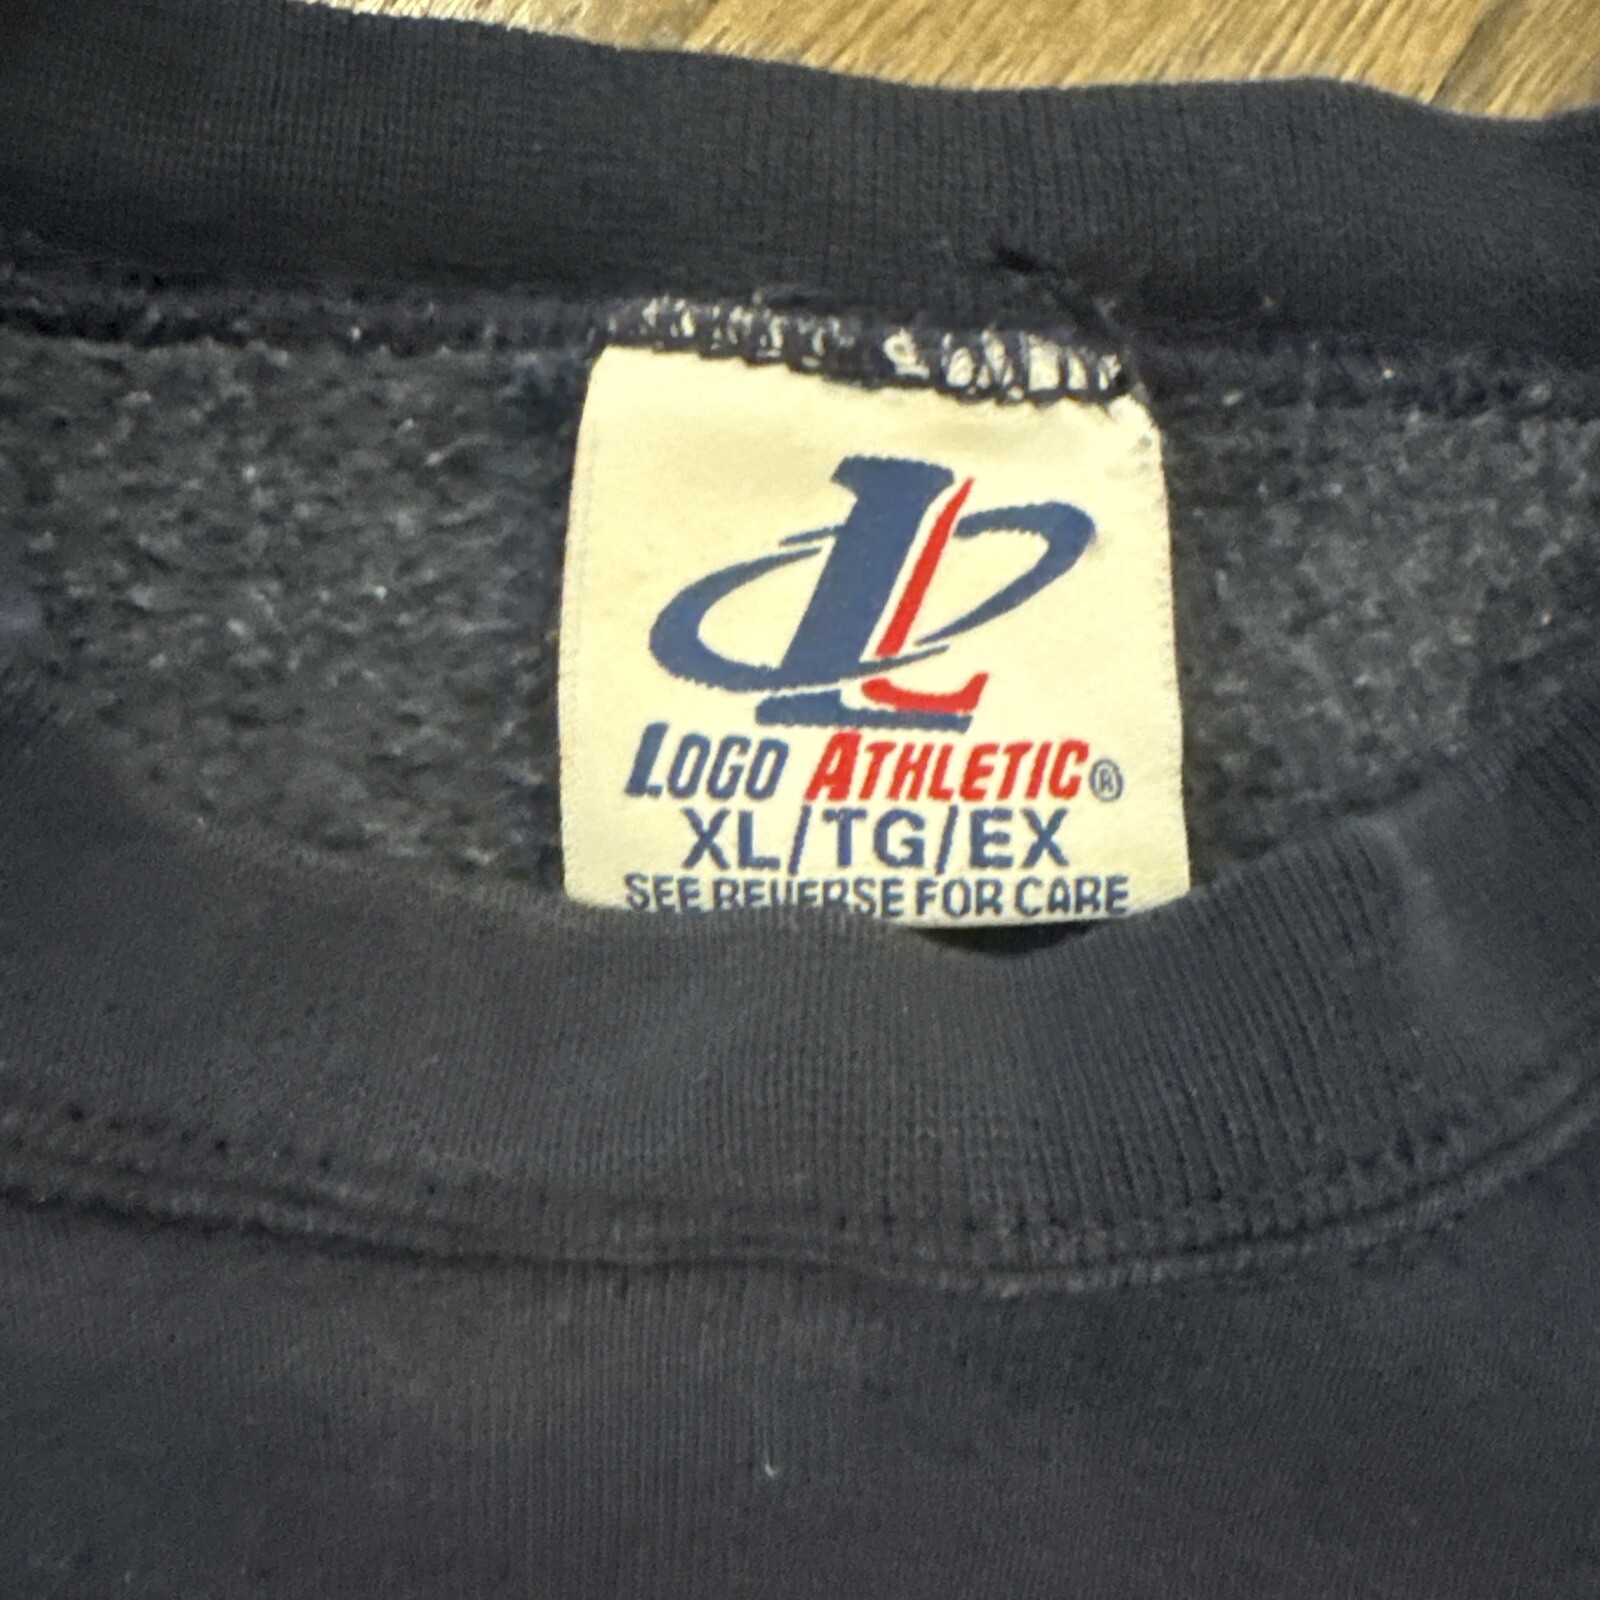 LOGO ATHLETIC®
XL/TG/EX
SEE REVERSE FOR CARE